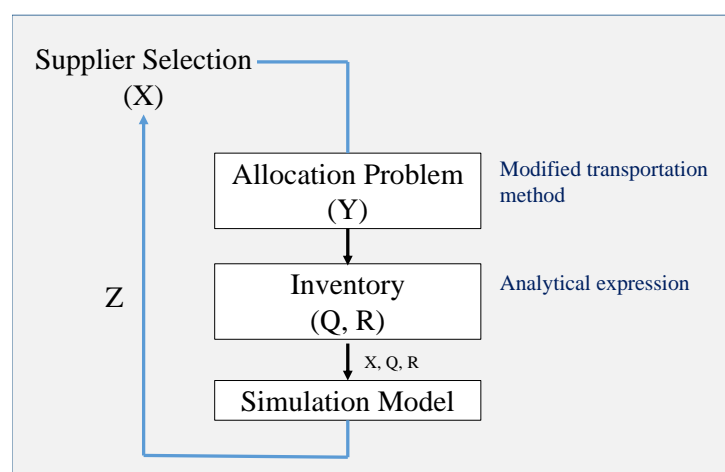 Supplier Selection
(X)
Allocation Problem
(Y)
Modified transportation
method
Inventory
(Q, R)
Analytical expression
Z
X, Q, R
Simulation Model